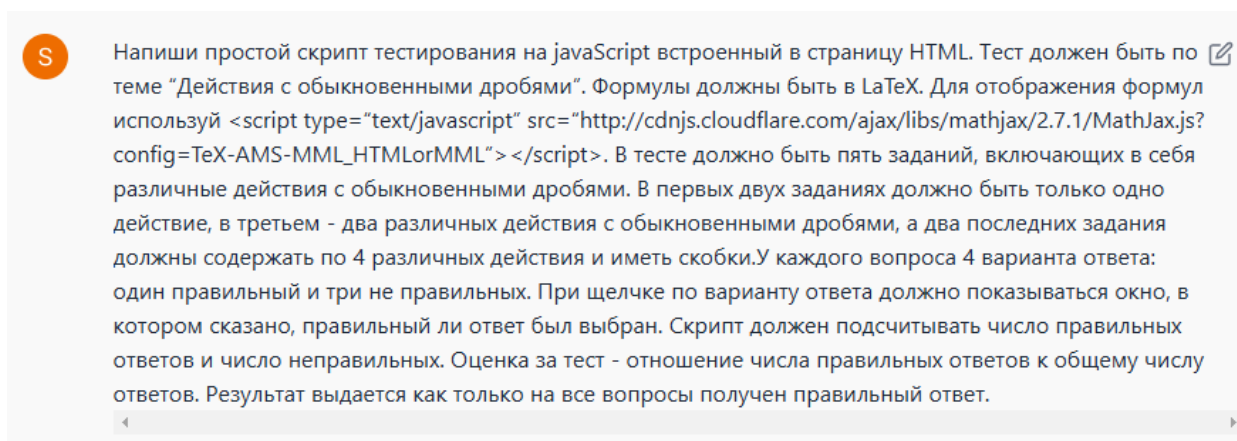 S
Напиши простой скрипт тестирования на javaScript встроенный в страницу HTML. Тест должен быть по
теме “Действия с обыкновенными дробями”. Формулы должны быть в LaTeX. Для отображения формул
используй <script type=“text/javascript” src=“http://cdnjs.cloudflare.com/ajax/libs/mathjax/2.7.1/MathJax.js?
config=TeX-AMS-MML_HTMLorMML“></script>. В тесте должно быть пять заданий, включающих в себя
различные действия с обыкновенными дробями. В первых двух заданиях должно быть только одно
действие, в третьем - два различных действия с обыкновенными дробями, а два последних задания
должны содержать по 4 различных действия и иметь скобки.У каждого вопроса 4 варианта ответа:
один правильный и три не правильных. При щелчке по варианту ответа должно показываться окно, в
котором сказано, правильный ли ответ был выбран. Скрипт должен подсчитывать число правильных
ответов и число неправильных. Оценка за тест - отношение числа правильных ответов к общему числу
ответов. Результат выдается как только на все вопросы получен правильный ответ.